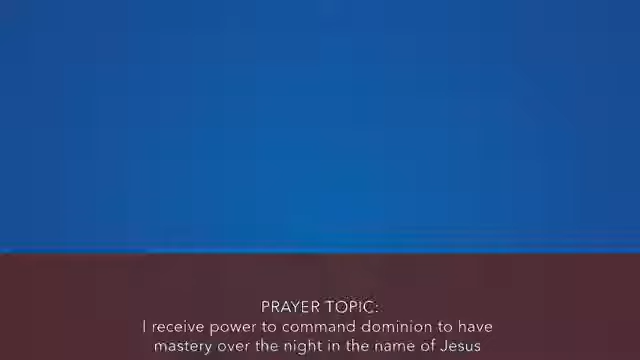 PRAYER TOPIC:
I receive power to command dominion to have
mastery over the night in the name of Jesus